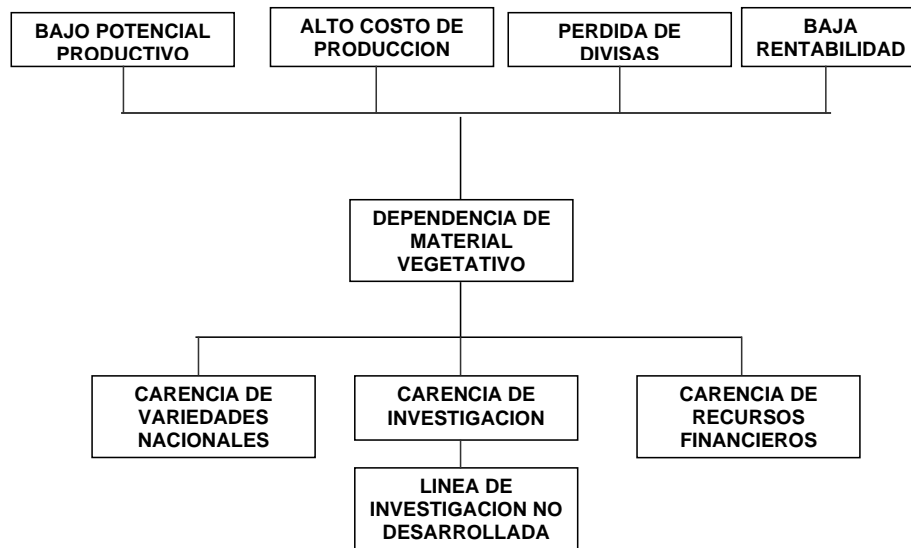 BAJO POTENCIAL
PRODUCTIVO
ALTO COSTO DE
PRODUCCION
PERDIDA DE
DIVISAS
BAJA
RENTABILIDAD
DEPENDENCIA DE
MATERIAL
VEGETATIVO
CARENCIA DE
VARIEDADES
NACIONALES
CARENCIA DE
INVESTIGACION
CARENCIA DE
RECURSOS
FINANCIEROS
LINEA DE
INVESTIGACION NO
DESARROLLADA